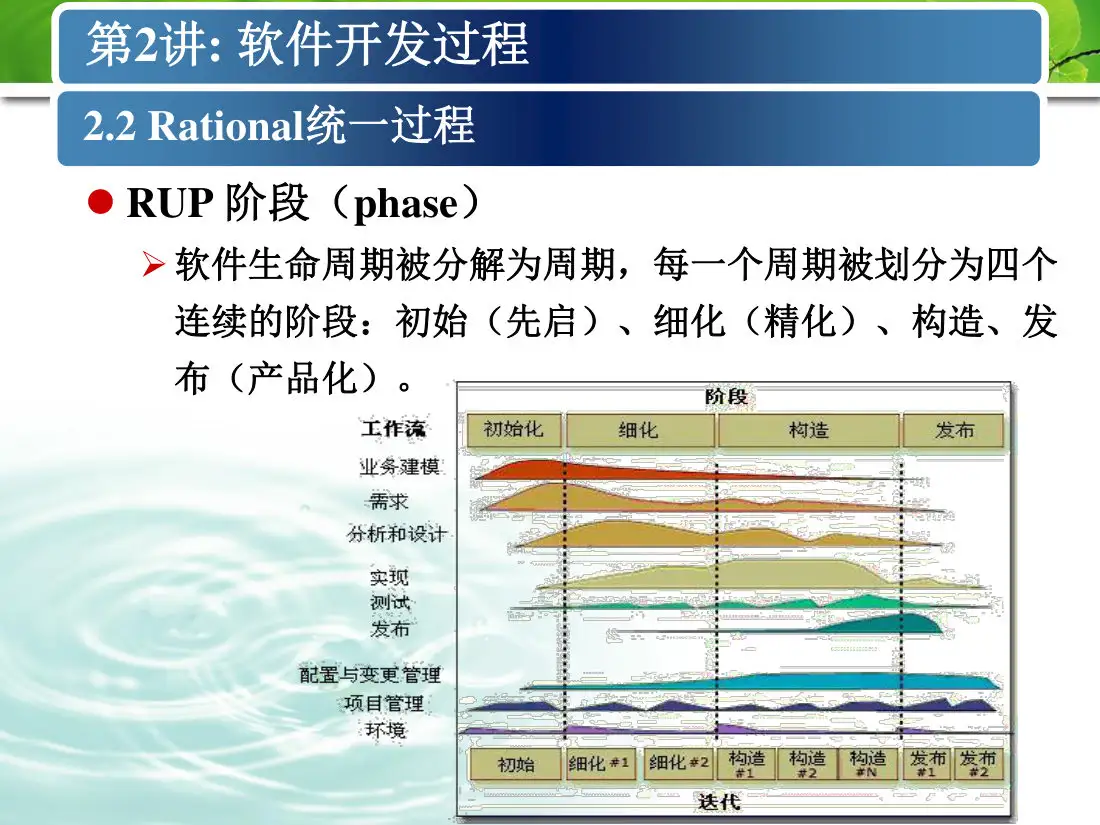 第2讲: 软件开发过程
2.2 Rational统一过程
RUP 阶段（phase）
软件生命周期被分解为周期，每一个周期被划分为四个
连续的阶段：初始（先启）、细化（精化）、构造、发
布（产品化）。
阶段
工作流 初始化 细化 构造 发布
业务建模
需求
分析和设计
实现
测试
发布
配置与变更管理
项目管理
环境
初始 细化 #1 细化 #2 构造 #1 构造 #2 构造 #N 发布 #1 发布 #2
迭代